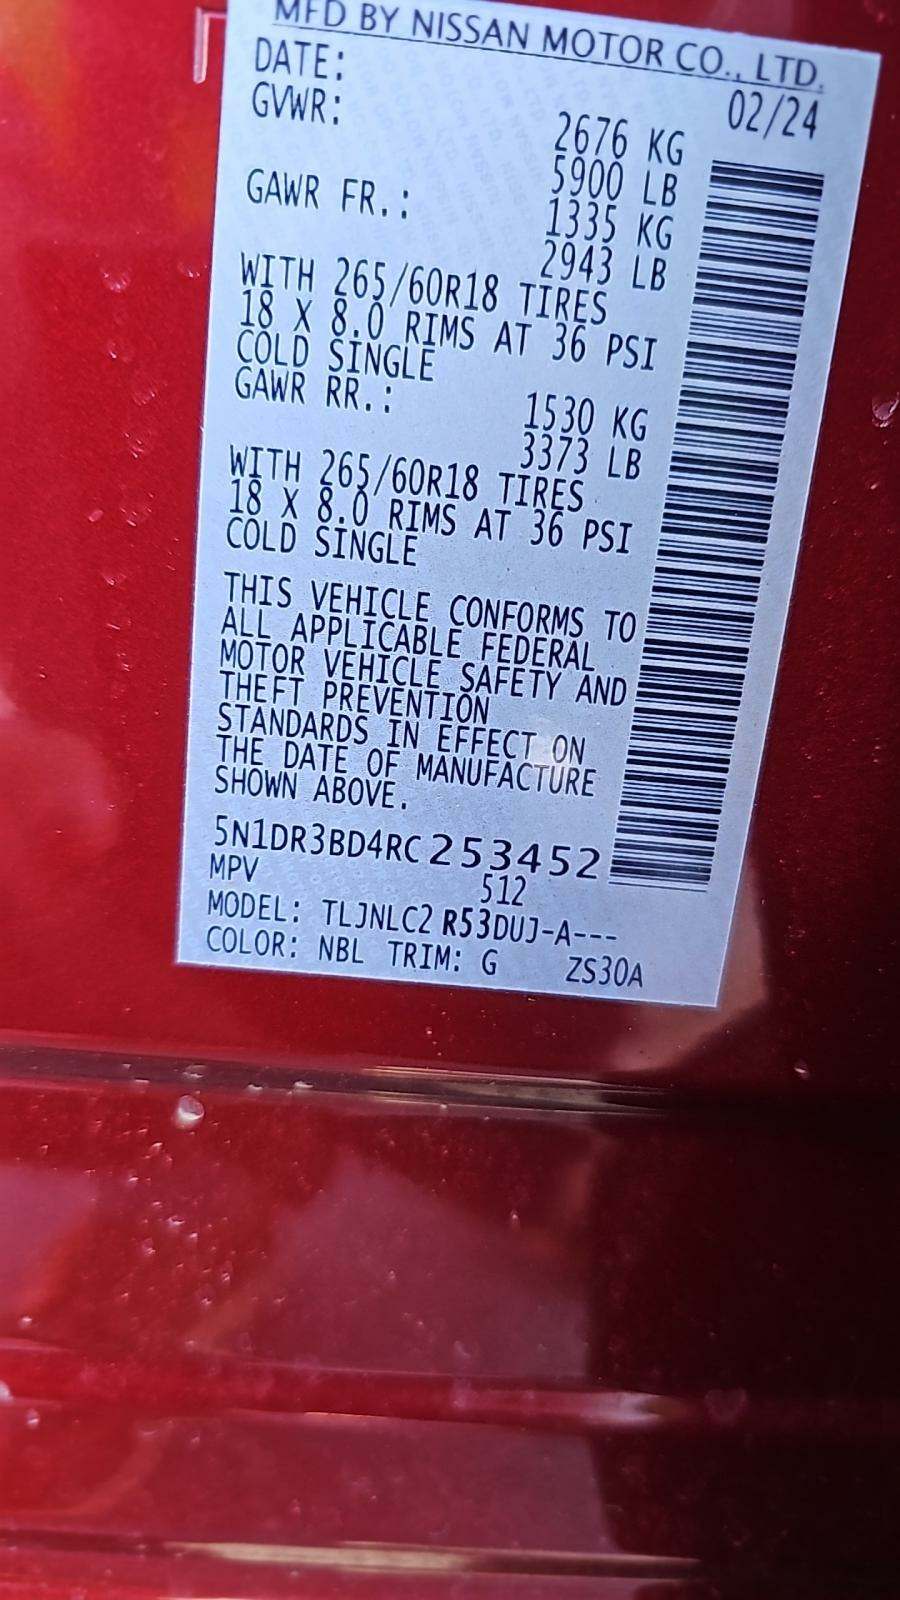 MFD BY NISSAN MOTOR CO., LTD.
DATE: 02/24
GVWR: 2676 KG
5900 LB
GAWR FR.: 1335 KG
2943 LB
WITH 265/60R18 TIRES
18 X 8.0 RIMS AT 36 PSI
COLD SINGLE
GAWR RR.: 1530 KG
3373 LB
WITH 265/60R18 TIRES
18 X 8.0 RIMS AT 36 PSI
COLD SINGLE
THIS VEHICLE CONFORMS TO
ALL APPLICABLE FEDERAL
MOTOR VEHICLE SAFETY AND
THEFT PREVENTION
STANDARDS IN EFFECT ON
THE DATE OF MANUFACTURE
SHOWN ABOVE.
5N1DR3BD4RC253452
MPV 512
MODEL: TLJNLC2 R53DUJ-A---
COLOR: NBL TRIM: G ZS30A